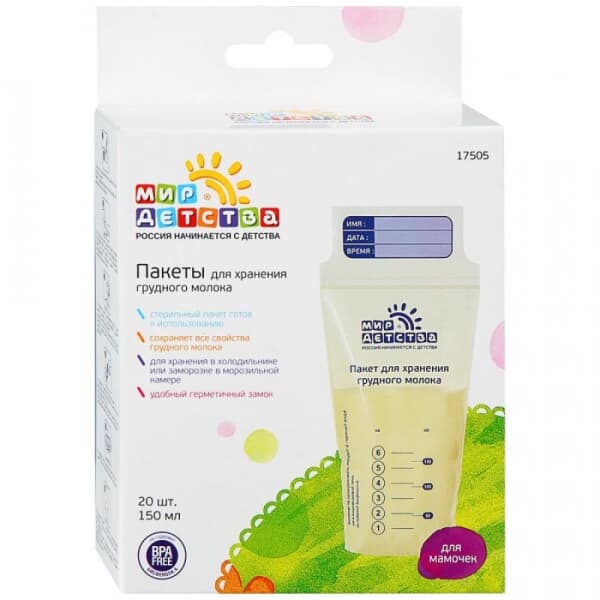 17505
МИР
ДЕТСТВА
РОССИЯ НАЧИНАЕТСЯ С ДЕТСТВА
Пакеты для хранения
грудного молока
стерильный пакет готов
к использованию
сохраняет все свойства
грудного молока
для хранения в холодильнике
или заморозке в морозильной
камере
удобный герметичный замок
20 шт.
150 мл
BPA
FREE
ИМЯ :
ДАТА :
ВРЕМЯ :
МИР
ДЕТСТВА
РОССИЯ НАЧИНАЕТСЯ С ДЕТСТВА
Пакет для хранения
грудного молока
6
5
4
3
2
1
для
мамочек